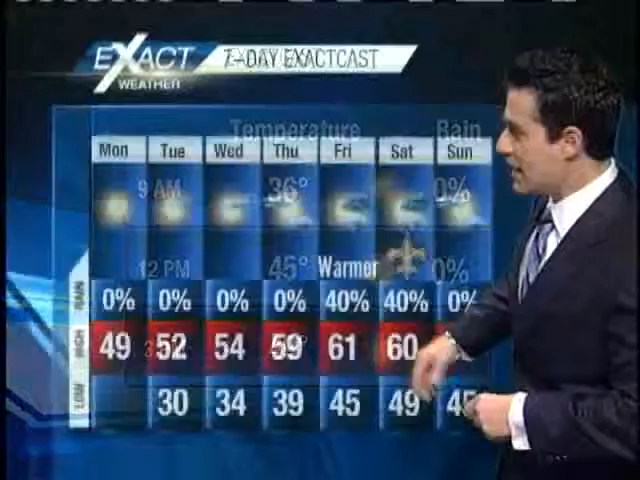 EXACT
WEATHER
7-DAY EXACTCAST
Temperature Rain
Mon Tue Wed Thu Fri Sat Sun
9 AM 36° 0%
12 PM 45° Warmer 0%
RAIN 0% 0% 0% 0% 40% 40% 0%
HIGH 49 52 54 59 61 60
LOW 30 34 39 45 49 45